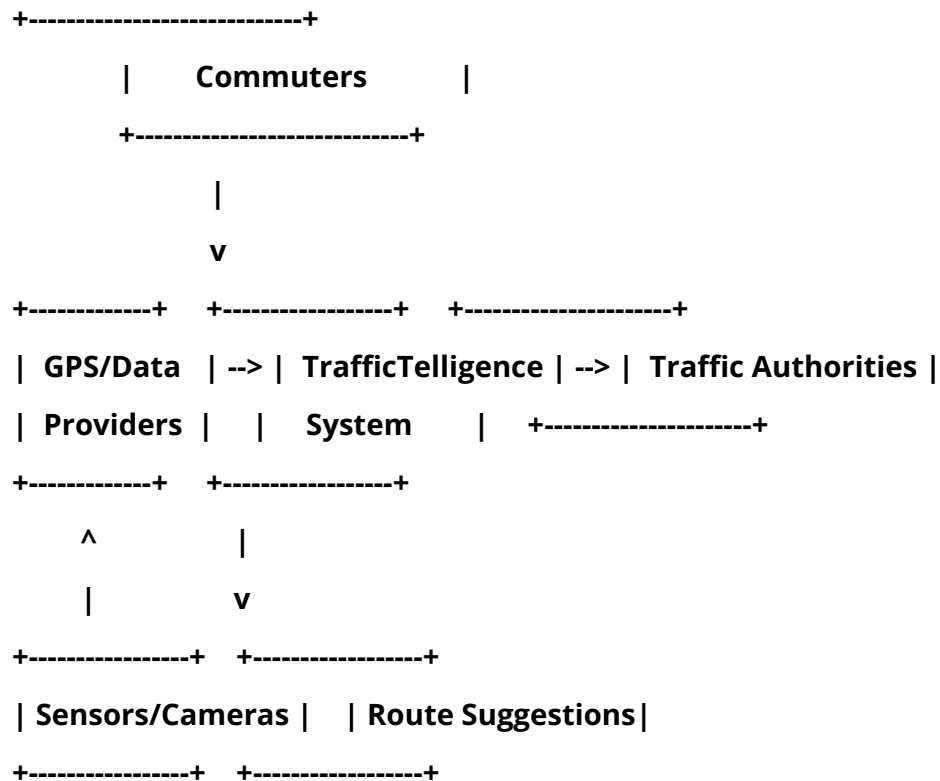 +-----------------------------+
|        Commuters            |
+-----------------------------+
|
v
+-------------+     +------------------+     +----------------------+
|  GPS/Data   | --> |  TrafficTelligence | --> |  Traffic Authorities |
|  Providers  |     |     System        |     +----------------------+
+-------------+     +------------------+
^                 |
|                 v
+-----------------+    +------------------+
| Sensors/Cameras |    | Route Suggestions|
+-----------------+    +------------------+